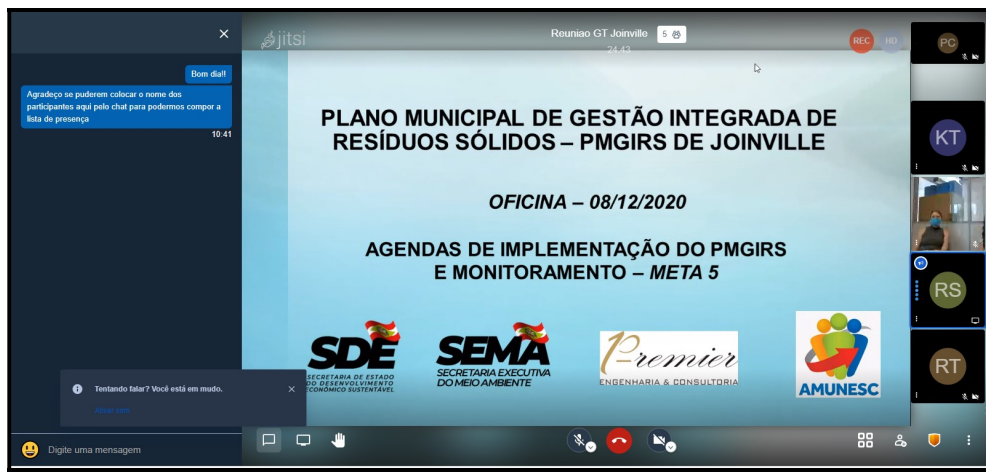 jitsi
Reuniao GT Joinville
5
24:43
REC
HD
PC
Bom dia!!
Agradeço se puderem colocar o nome dos
participantes aqui pelo chat para podermos compor a
lista de presença
10:41
PLANO MUNICIPAL DE GESTÃO INTEGRADA DE
RESÍDUOS SÓLIDOS – PMGIRS DE JOINVILLE
KT
OFICINA – 08/12/2020
AGENDAS DE IMPLEMENTAÇÃO DO PMGIRS
E MONITORAMENTO – META 5
RS
SDE
SECRETARIA DE ESTADO
DO DESENVOLVIMENTO
ECONÔMICO SUSTENTÁVEL
SEMA
SECRETARIA EXECUTIVA
DO MEIO AMBIENTE
Premier
ENGENHARIA & CONSULTORIA
AMUNESC
RT
Tentando falar? Você está em mudo.
Ativar som
Digite uma mensagem